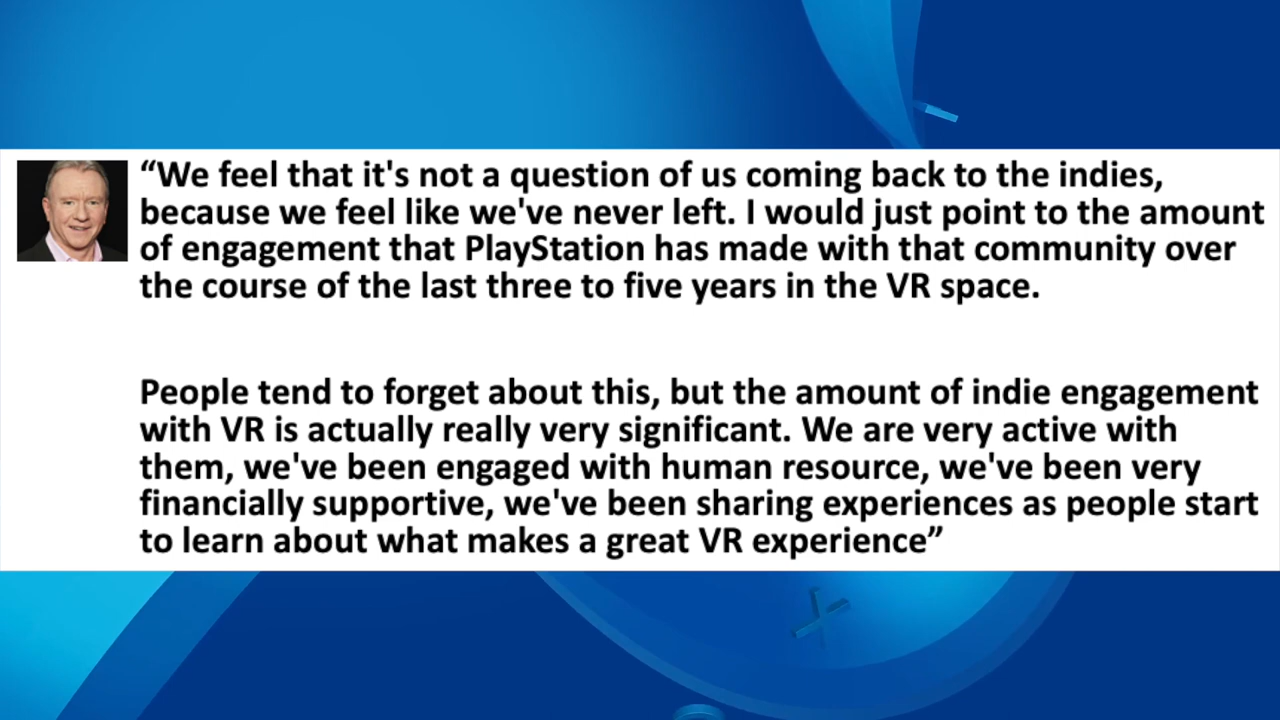 “We feel that it's not a question of us coming back to the indies,
because we feel like we've never left. I would just point to the amount
of engagement that PlayStation has made with that community over
the course of the last three to five years in the VR space.
People tend to forget about this, but the amount of indie engagement
with VR is actually really very significant. We are very active with
them, we've been engaged with human resource, we've been very
financially supportive, we've been sharing experiences as people start
to learn about what makes a great VR experience”